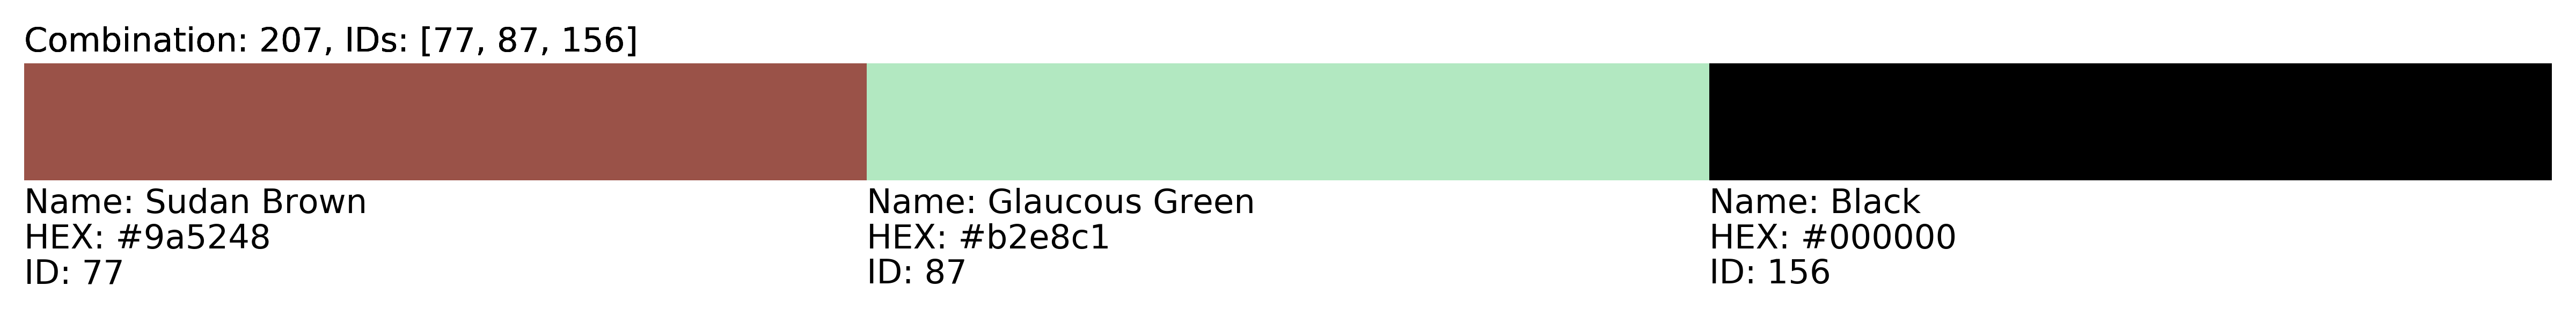 Combination: 207, IDs: [77, 87, 156]
Name: Sudan Brown
HEX: #9a5248
ID: 77
Name: Glaucous Green
HEX: #b2e8c1
ID: 87
Name: Black
HEX: #000000
ID: 156